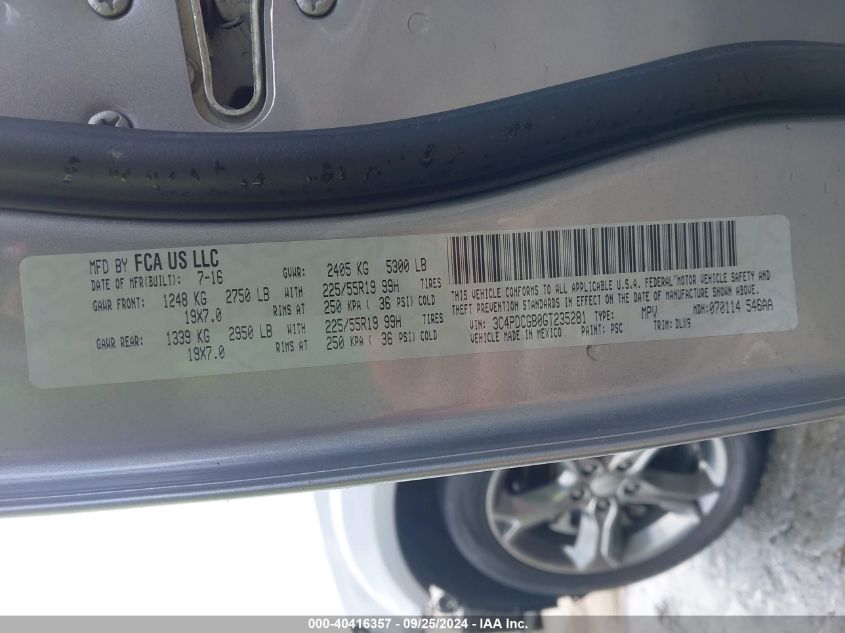 MFD BY FCA US LLC
DATE OF MFR(BUILT): 7-16 GVWR: 2405 KG 5300 LB
GAWR FRONT: 1248 KG 2750 LB WITH 225/55R19 99H TIRES
19X7.0 RIMS AT 250 KPA ( 36 PSI) COLD
GAWR REAR: 1339 KG 2950 LB WITH 225/55R19 99H TIRES
19X7.0 RIMS AT 250 KPA ( 36 PSI) COLD
THIS VEHICLE CONFORMS TO ALL APPLICABLE U.S.A. FEDERAL MOTOR VEHICLE SAFETY AND
THEFT PREVENTION STANDARDS IN EFFECT ON THE DATE OF MANUFACTURE SHOWN ABOVE.
VIN: 3C4PDCGB0GT235281 TYPE: MPV MDH: 070114 546AA
VEHICLE MADE IN MEXICO PAINT: PSC TRIM: DLX9
000-40416357 - 09/25/2024 - IAA, Inc.